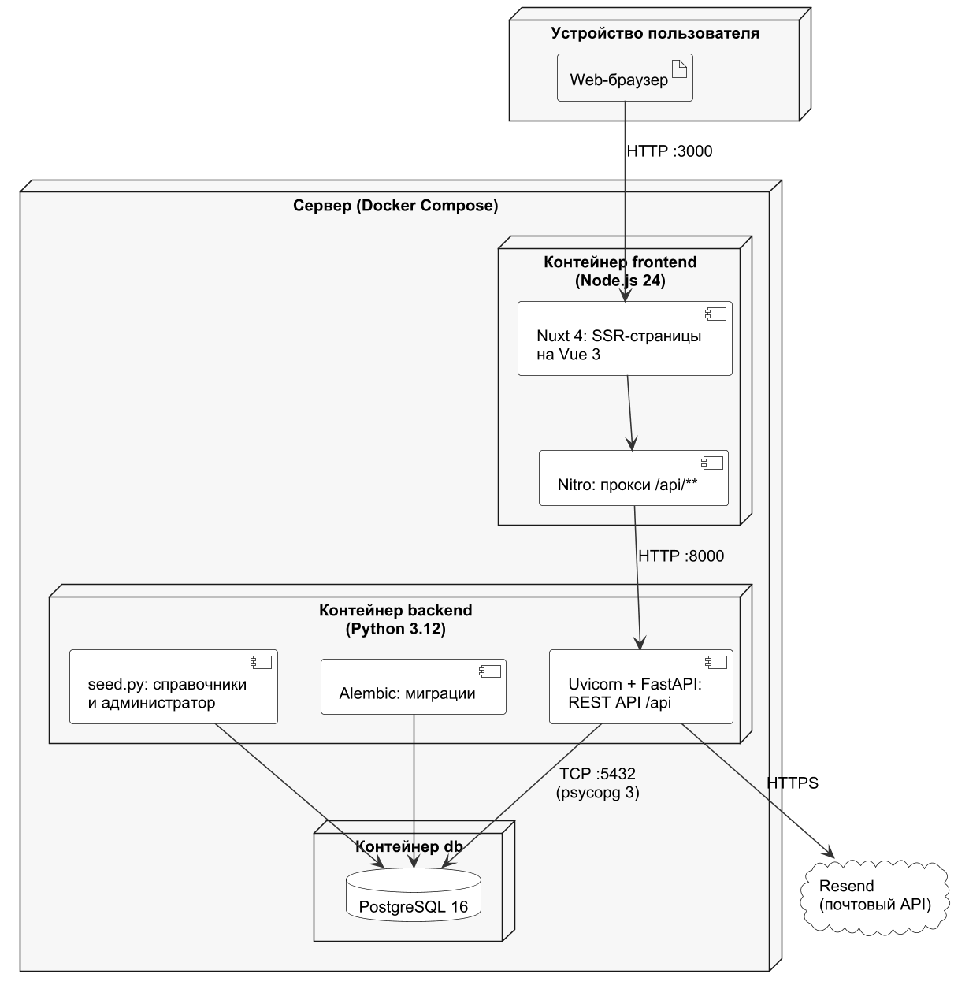 Устройство пользователя
Web-браузер
HTTP :3000
Сервер (Docker Compose)
Контейнер frontend
(Node.js 24)
Nuxt 4: SSR-страницы
на Vue 3
Nitro: прокси /api/**
HTTP :8000
Контейнер backend
(Python 3.12)
seed.py: справочники
и администратор
Alembic: миграции
Uvicorn + FastAPI:
REST API /api
TCP :5432
(psycopg 3)
HTTPS
Контейнер db
PostgreSQL 16
Resend
(почтовый API)